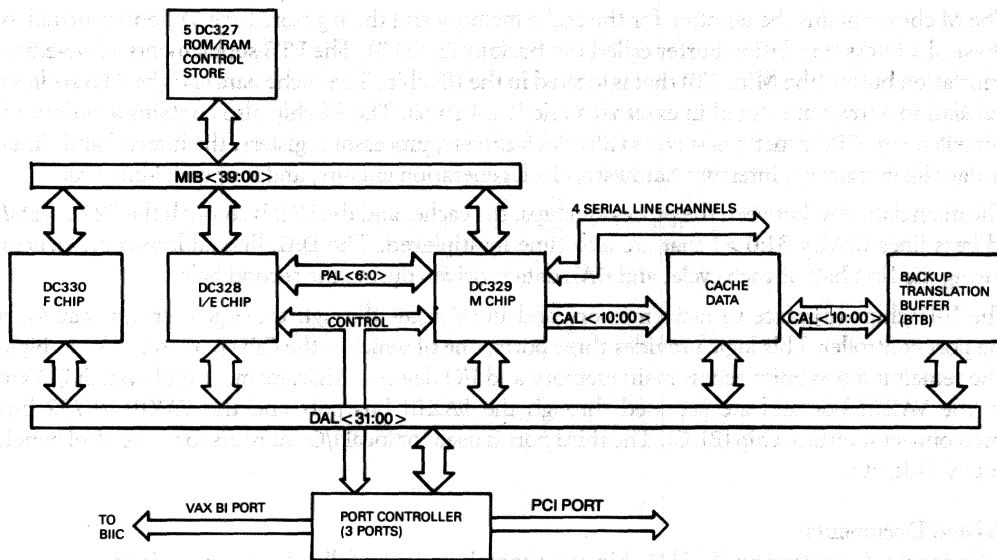 5 DC327
ROM/RAM
CONTROL
STORE
MIB<39:00>
4 SERIAL LINE CHANNELS
DC330
F CHIP
DC328
I/E CHIP
PAL<6:0>
CONTROL
DC329
M CHIP
CAL<10:00>
CACHE
DATA
CAL<10:00>
BACKUP
TRANSLATION
BUFFER
(BTB)
DAL<31:00>
TO
BIIC
VAX BI PORT
PORT CONTROLLER
(3 PORTS)
PCI PORT